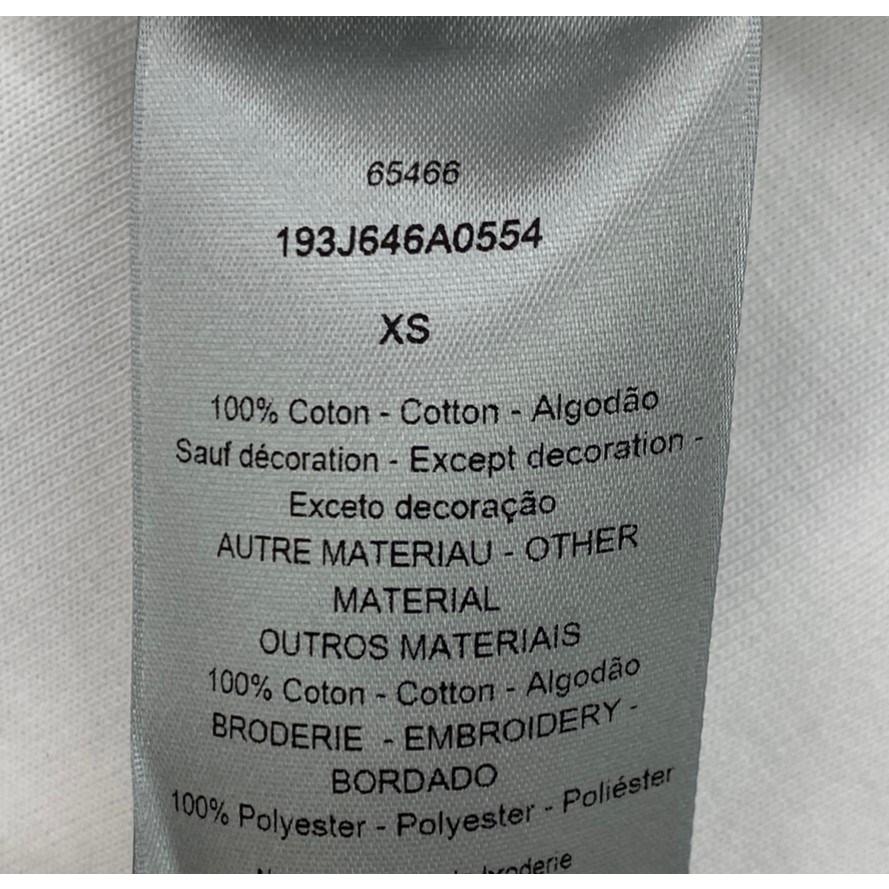 65466
193J646A0554
XS
100% Coton - Cotton - Algodão
Sauf décoration - Except decoration -
Exceto decoração
AUTRE MATERIAU - OTHER
MATERIAL
OUTROS MATERIAIS
100% Coton - Cotton - Algodão
BRODERIE - EMBROIDERY -
BORDADO
100% Polyester - Polyester - Poliéster
broderie